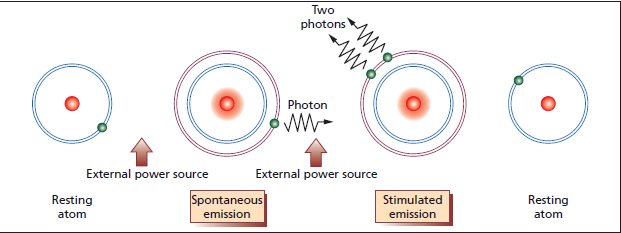 Two
photons
Photon
External power source
External power source
Resting
atom
Spontaneous
emission
Stimulated
emission
Resting
atom